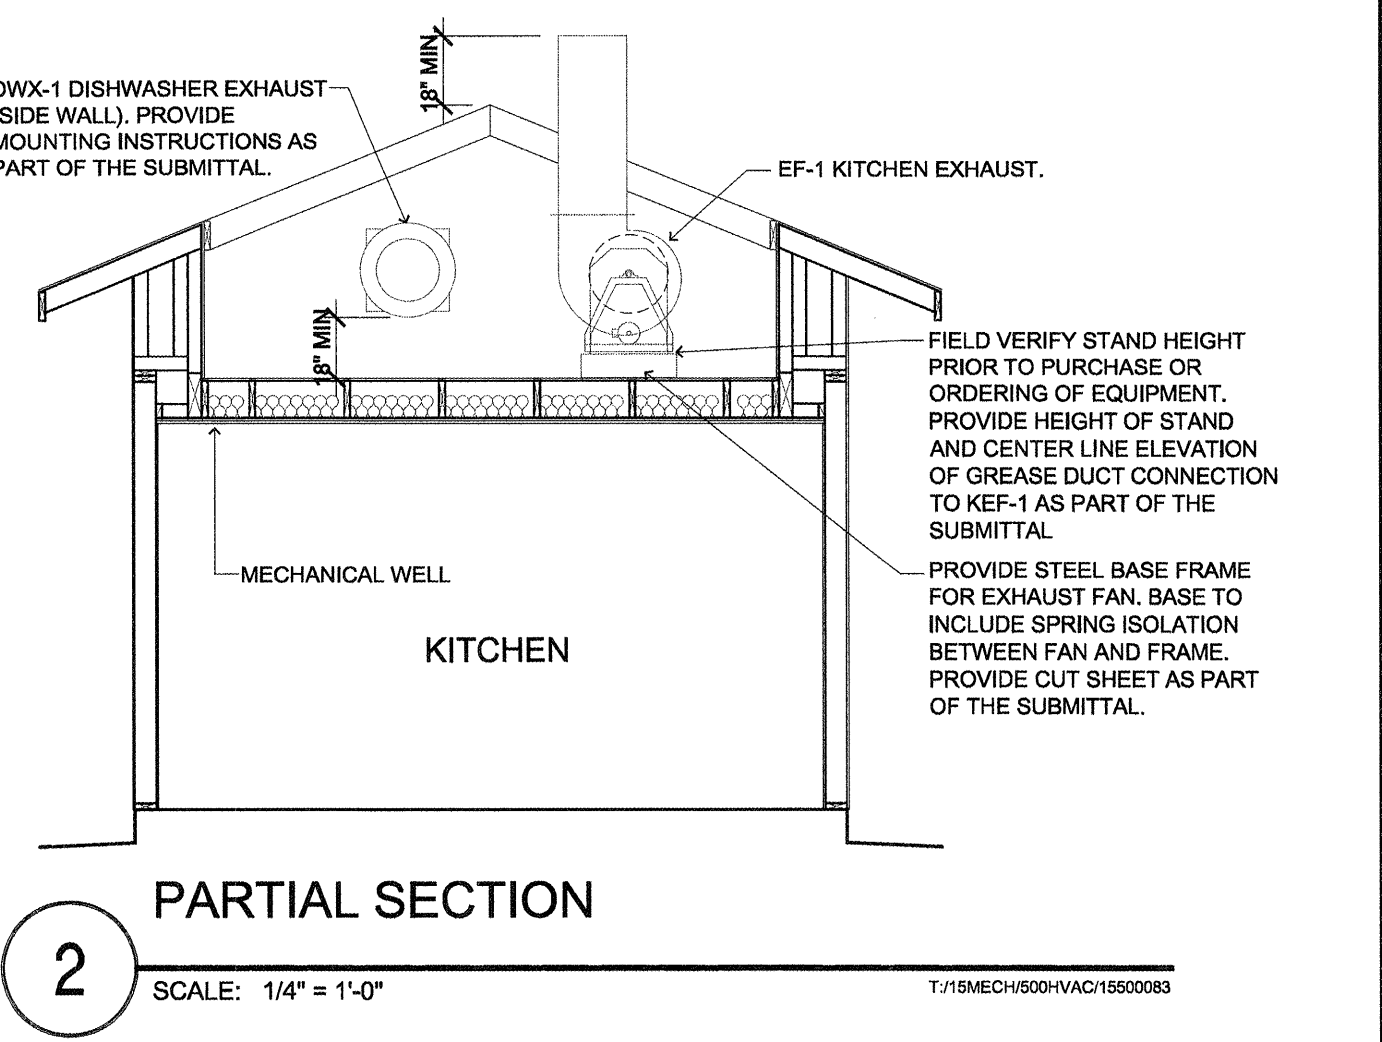 DWX-1 DISHWASHER EXHAUST
(SIDE WALL). PROVIDE
MOUNTING INSTRUCTIONS AS
PART OF THE SUBMITTAL.
18" MIN
EF-1 KITCHEN EXHAUST.
18" MIN
FIELD VERIFY STAND HEIGHT
PRIOR TO PURCHASE OR
ORDERING OF EQUIPMENT.
PROVIDE HEIGHT OF STAND
AND CENTER LINE ELEVATION
OF GREASE DUCT CONNECTION
TO KEF-1 AS PART OF THE
SUBMITTAL
MECHANICAL WELL
PROVIDE STEEL BASE FRAME
FOR EXHAUST FAN. BASE TO
INCLUDE SPRING ISOLATION
BETWEEN FAN AND FRAME.
PROVIDE CUT SHEET AS PART
OF THE SUBMITTAL.
KITCHEN
PARTIAL SECTION
2
SCALE: 1/4" = 1'-0"
T:/15MECH/500HVAC/15500083